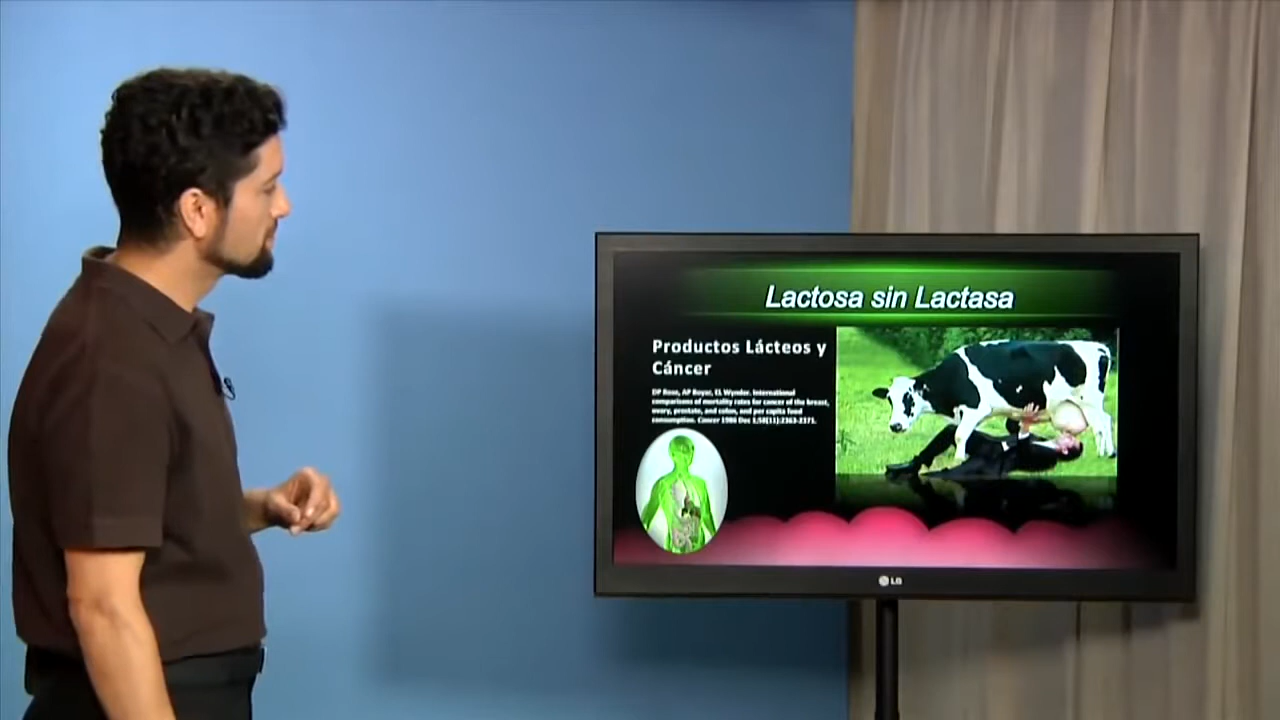 Lactosa sin Lactasa
Productos Lácteos y
Cáncer
DP Rose, AP Boyar, EL Wynder. International
comparisons of mortality rates for cancer of the breast,
ovary, prostate, and colon, and per capita food
consumption. Cancer 1986 Dec 1;58(11):2363-2371.
LG